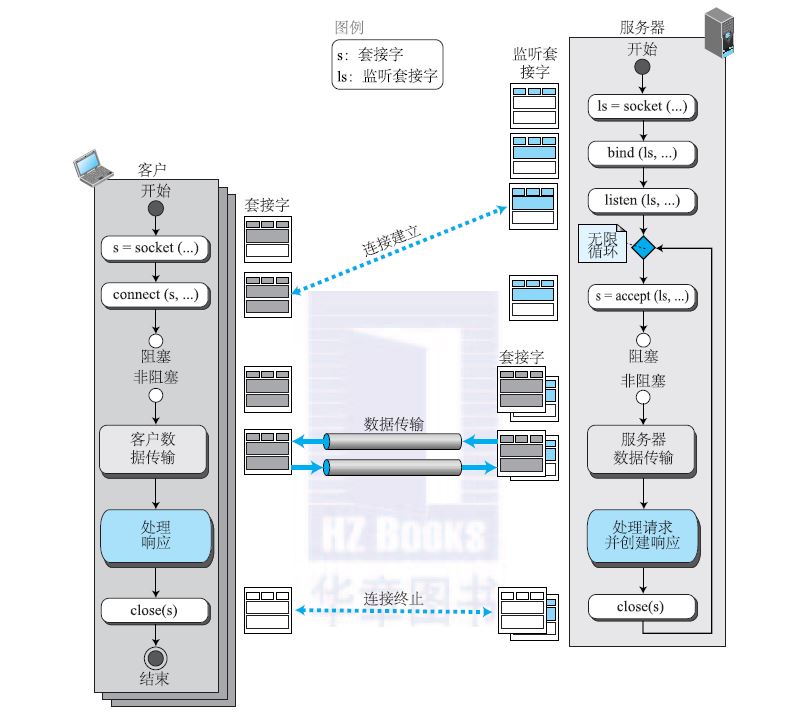 图例
s: 套接字
ls: 监听套接字
服务器
监听套
接字
开始
ls = socket (...)
bind (ls, ...)
listen (ls, ...)
无限
循环
s = accept (ls, ...)
阻塞
非阻塞
服务器
数据传输
处理请求
并创建响应
close(s)
客户
开始
s = socket (...)
connect (s, ...)
阻塞
非阻塞
客户数
据传输
处理
响应
close(s)
结束
套接字
连接建立
套接字
数据传输
连接终止
HZ Books
华章图书